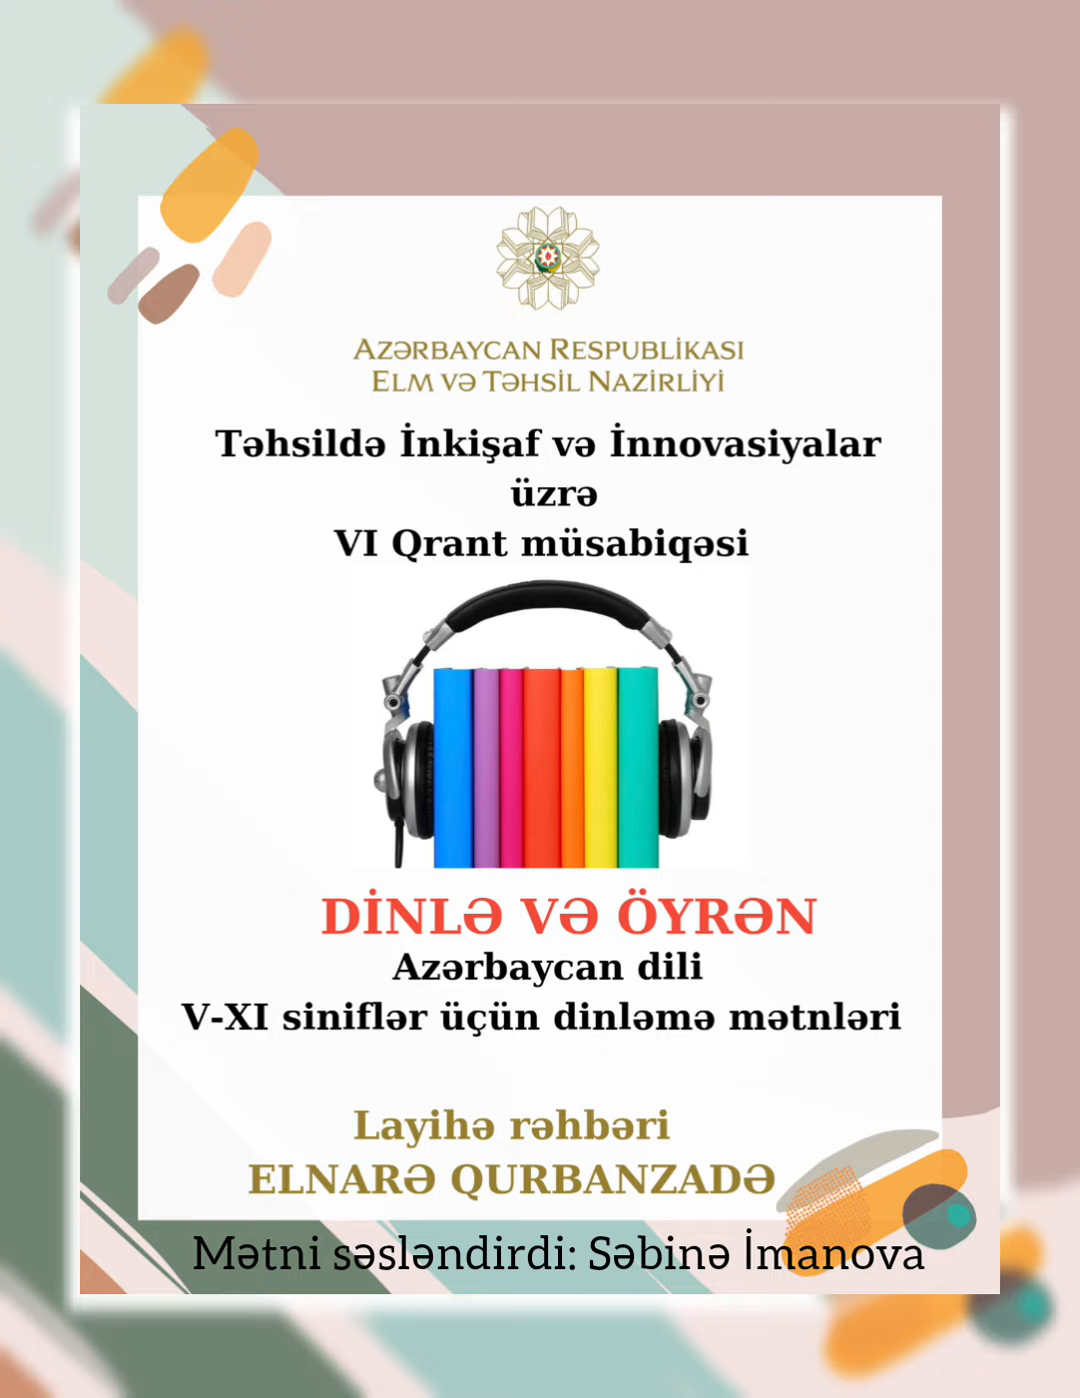 AZƏRBAYCAN RESPUBLİKASI
ELM VƏ TƏHSİL NAZİRLİYİ
Təhsildə İnkişaf və İnnovasiyalar
üzrə
VI Qrant müsabiqəsi
DİNLƏ VƏ ÖYRƏN
Azərbaycan dili
V-XI siniflər üçün dinləmə mətnləri
Layihə rəhbəri
ELNARƏ QURBANZADƏ
Mətni səsləndirdi: Səbinə İmanova